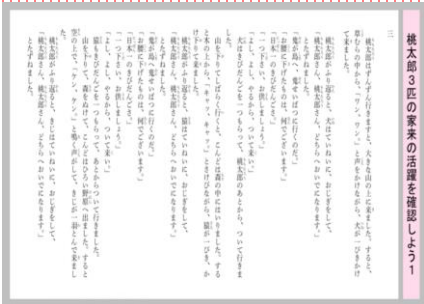 桃太郎３匹の家来の活躍を確認しよう１
三
桃太郎はずんずん行きますと、大きな山の上に来ました。すると、
草むらの中から、「ワン、ワン。」と声をかけながら、犬が一ぴきかけ
て来ました。
桃太郎がふり返ると、犬はていねいに、おじぎをして、
「桃太郎さん、桃太郎さん、どちらへおいでになります。」
とたずねました。
「鬼が島へ、鬼せいばつに行くのだ。」
「お腰に下げたものは、何でございます。」
「日本一のきびだんごさ。」
「一つ下さい、お供しましょう。」
「よし、よし、やるから、ついて来い。」
犬はきびだんごを一つもらって、桃太郎のあとから、ついて行きま
した。
山を下りてしばらく行くと、こんどは森の中にはいりました。する
と木の上から、「キャッ、キャッ。」とさけびながら、猿が一ぴき、か
け下りて来ました。
桃太郎がふり返ると、猿はていねいに、おじぎをして、
「桃太郎さん、桃太郎さん、どちらへおいでになります。」
とたずねました。
「鬼が島へ鬼せいばつに行くのだ。」
「お腰に下げたものは、何でございます。」
「日本一のきびだんごさ。」
「一つ下さい、お供しましょう。」
「よし、よし、やるから、ついて来い。」
猿もきびだんごを一つもらって、あとからついて行きました。
山を下りて、森をぬけて、こんどはひろい野原へ出ました。すると
空の上で、「ケン、ケン。」と鳴く声がして、きじが一羽とんで来まし
た。
桃太郎がふり返ると、きじはていねいに、おじぎをして、
「桃太郎さん、桃太郎さん、どちらへおいでになります。」
とたずねました。